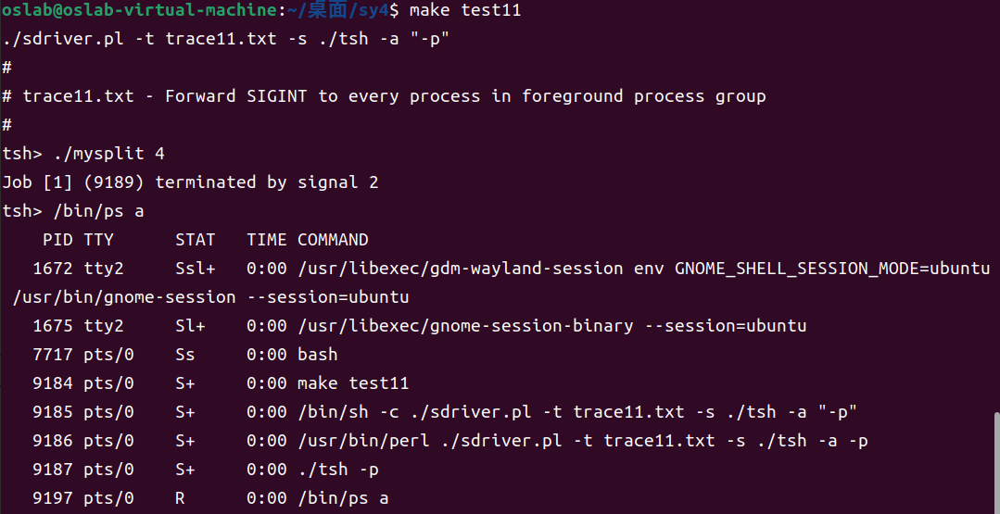 oslab@oslab-virtual-machine:~/桌面/sy4$ make test11
./sdriver.pl -t trace11.txt -s ./tsh -a "-p"
#
# trace11.txt - Forward SIGINT to every process in foreground process group
#
tsh> ./mysplit 4
Job [1] (9189) terminated by signal 2
tsh> /bin/ps a
    PID TTY      STAT   TIME COMMAND
   1672 tty2     Ssl+   0:00 /usr/libexec/gdm-wayland-session env GNOME_SHELL_SESSION_MODE=ubuntu
 /usr/bin/gnome-session --session=ubuntu
   1675 tty2     Sl+    0:00 /usr/libexec/gnome-session-binary --session=ubuntu
   7717 pts/0    Ss     0:00 bash
   9184 pts/0    S+     0:00 make test11
   9185 pts/0    S+     0:00 /bin/sh -c ./sdriver.pl -t trace11.txt -s ./tsh -a "-p"
   9186 pts/0    S+     0:00 /usr/bin/perl ./sdriver.pl -t trace11.txt -s ./tsh -a -p
   9187 pts/0    S+     0:00 ./tsh -p
   9197 pts/0    R      0:00 /bin/ps a